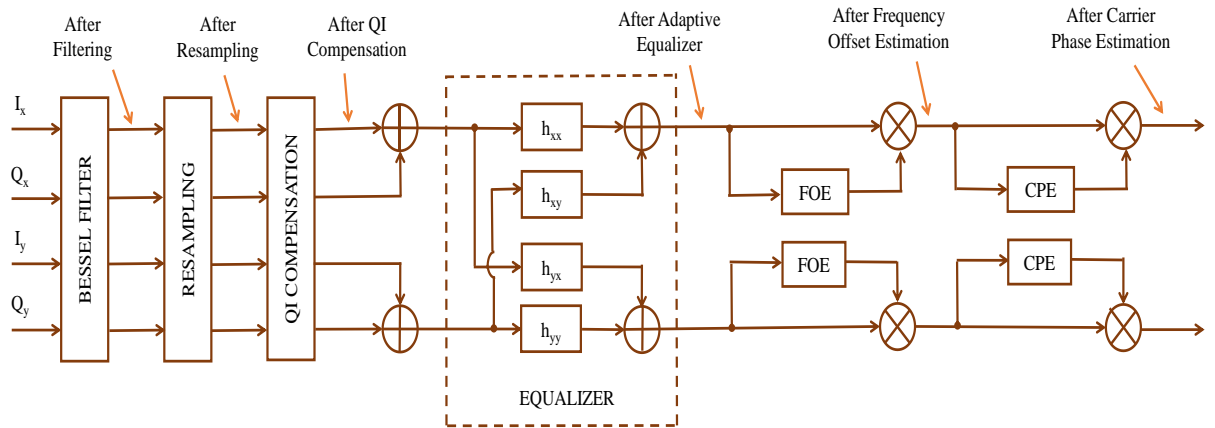 After
Filtering
After
Resampling
After QI
Compensation
After Adaptive
Equalizer
After Frequency
Offset Estimation
After Carrier
Phase Estimation
Ix
Qx
Iy
Qy
BESSEL FILTER
RESAMPLING
QI COMPENSATION
hxx
hxy
hyx
hyy
EQUALIZER
FOE
CPE
FOE
CPE